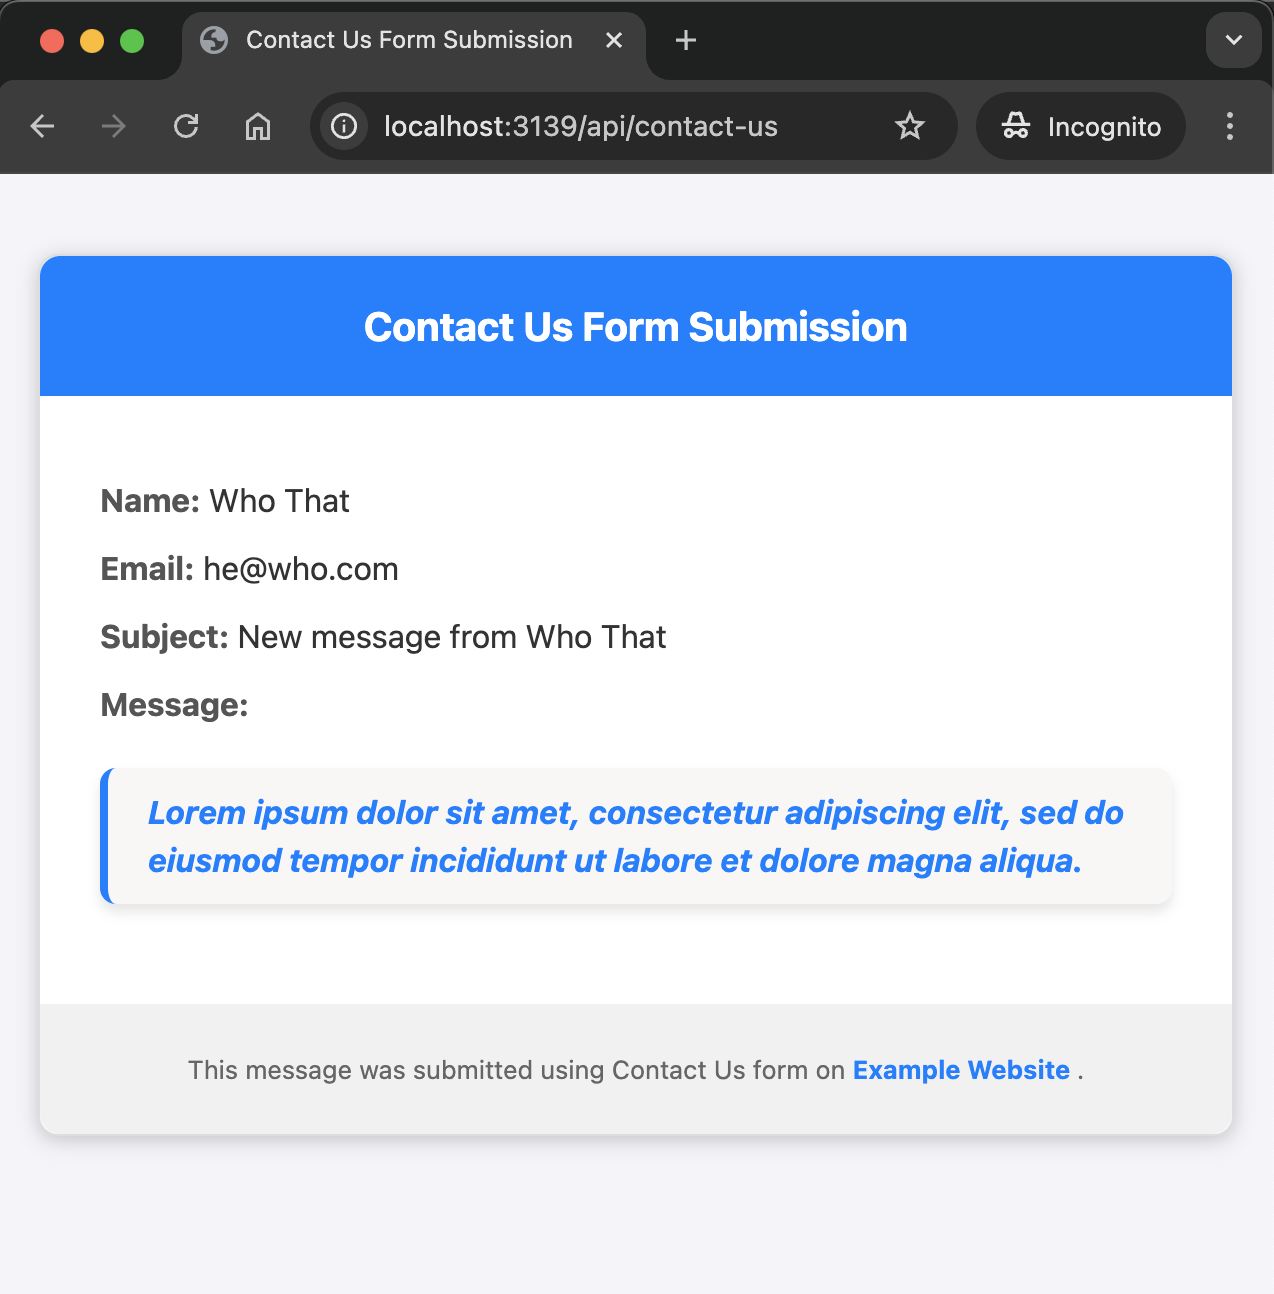 Contact Us Form Submission
localhost:3139/api/contact-us
Incognito
Contact Us Form Submission
Name: Who That
Email: he@who.com
Subject: New message from Who That
Message:
Lorem ipsum dolor sit amet, consectetur adipiscing elit, sed do
eiusmod tempor incididunt ut labore et dolore magna aliqua.
This message was submitted using Contact Us form on Example Website .